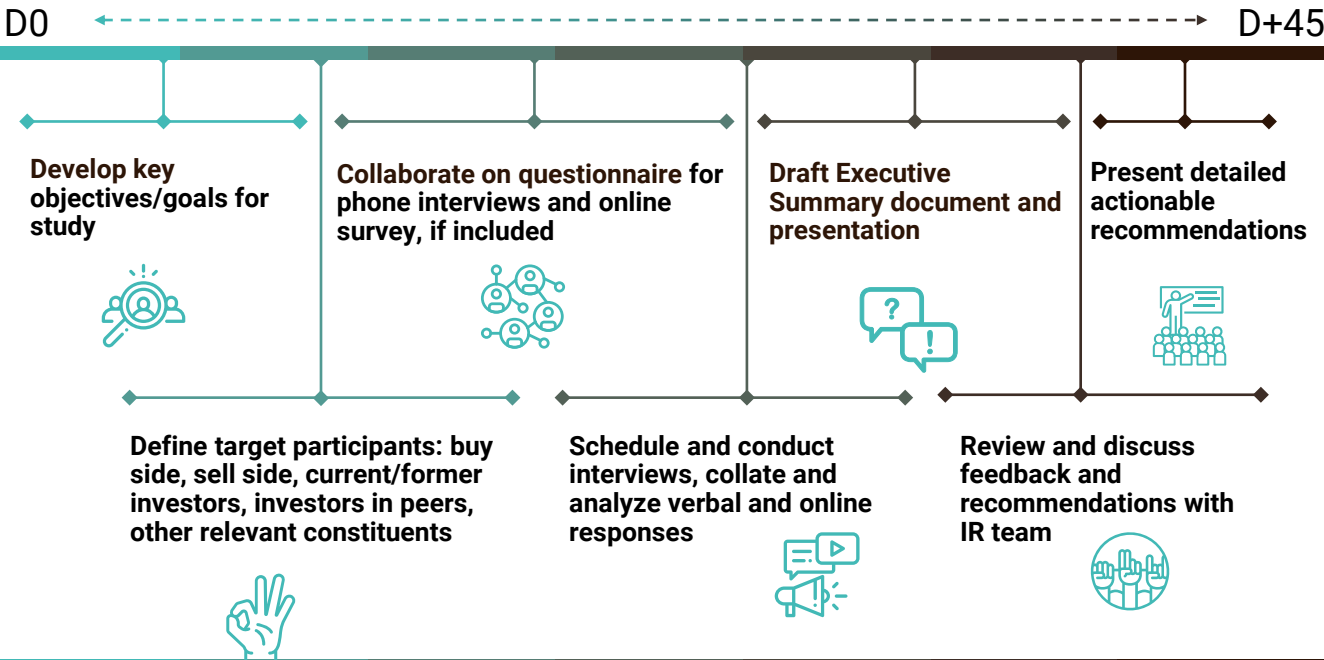 D0
D+45
Develop key
objectives/goals for
study
Collaborate on questionnaire for
phone interviews and online
survey, if included
Draft Executive
Summary document and
presentation
Present detailed
actionable
recommendations
?
!
Define target participants: buy
side, sell side, current/former
investors, investors in peers,
other relevant constituents
Schedule and conduct
interviews, collate and
analyze verbal and online
responses
Review and discuss
feedback and
recommendations with
IR team